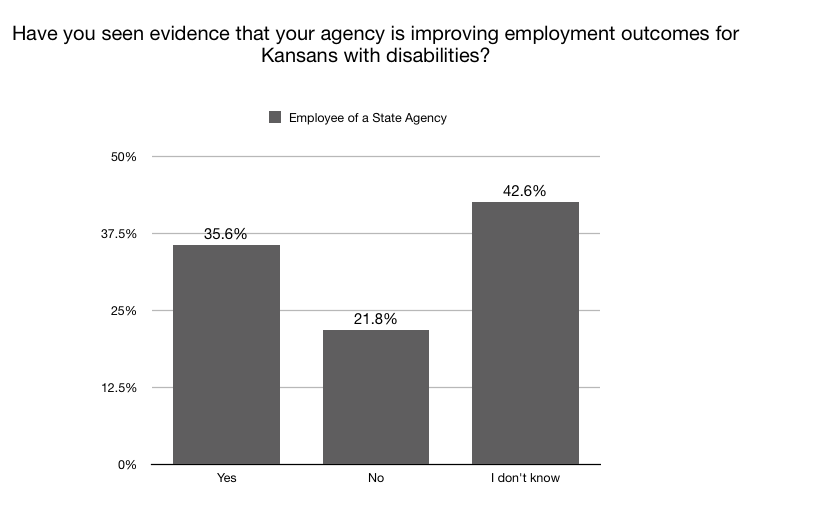 Have you seen evidence that your agency is improving employment outcomes for
Kansans with disabilities?
Employee of a State Agency
50%
42.6%
37.5%
35.6%
25%
21.8%
12.5%
0%
Yes
No
I don't know